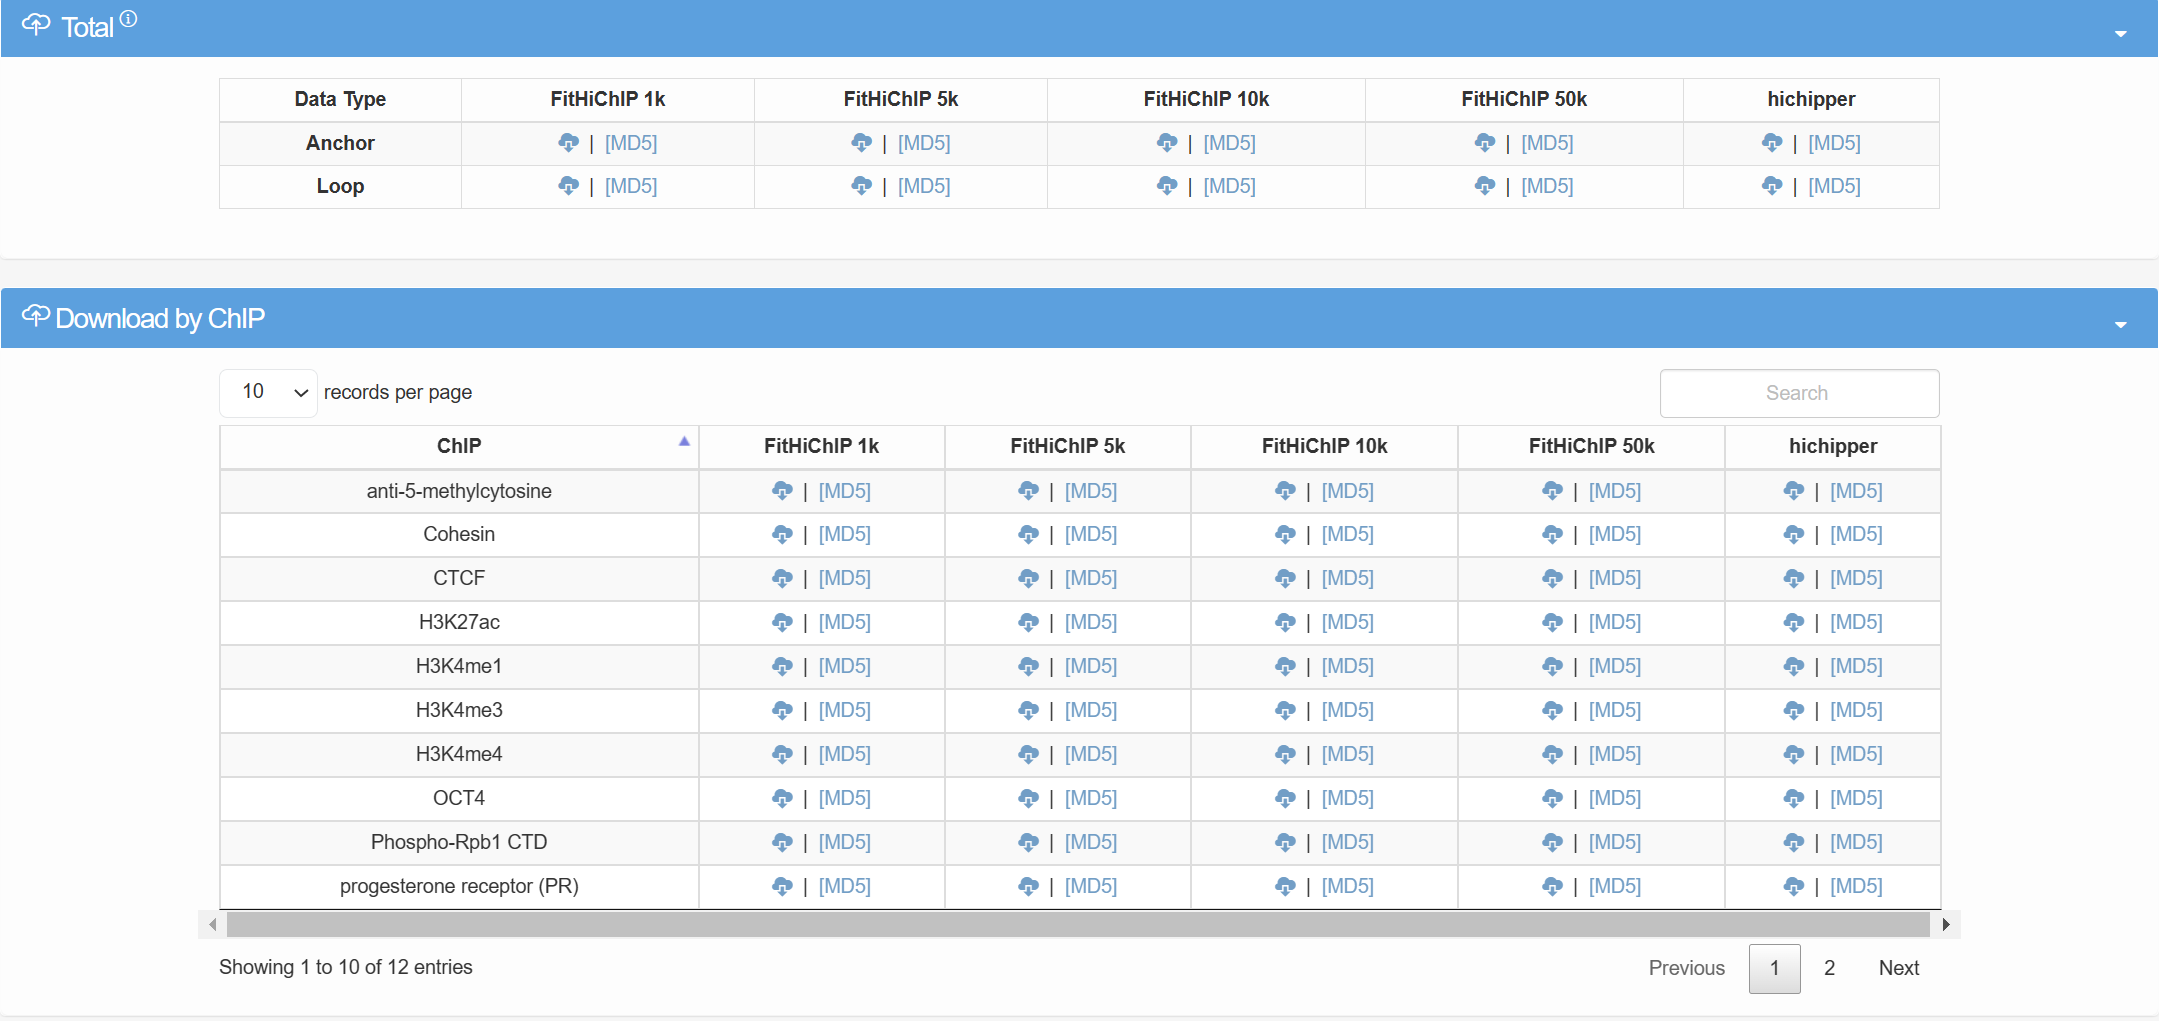 Total
Data Type FitHiChIP 1k FitHiChIP 5k FitHiChIP 10k FitHiChIP 50k hichipper
Anchor | [MD5] | [MD5] | [MD5] | [MD5] | [MD5]
Loop | [MD5] | [MD5] | [MD5] | [MD5] | [MD5]
Download by ChIP
10 records per page Search
ChIP FitHiChIP 1k FitHiChIP 5k FitHiChIP 10k FitHiChIP 50k hichipper
anti-5-methylcytosine | [MD5] | [MD5] | [MD5] | [MD5] | [MD5]
Cohesin | [MD5] | [MD5] | [MD5] | [MD5] | [MD5]
CTCF | [MD5] | [MD5] | [MD5] | [MD5] | [MD5]
H3K27ac | [MD5] | [MD5] | [MD5] | [MD5] | [MD5]
H3K4me1 | [MD5] | [MD5] | [MD5] | [MD5] | [MD5]
H3K4me3 | [MD5] | [MD5] | [MD5] | [MD5] | [MD5]
H3K4me4 | [MD5] | [MD5] | [MD5] | [MD5] | [MD5]
OCT4 | [MD5] | [MD5] | [MD5] | [MD5] | [MD5]
Phospho-Rpb1 CTD | [MD5] | [MD5] | [MD5] | [MD5] | [MD5]
progesterone receptor (PR) | [MD5] | [MD5] | [MD5] | [MD5] | [MD5]
Showing 1 to 10 of 12 entries Previous 1 2 Next